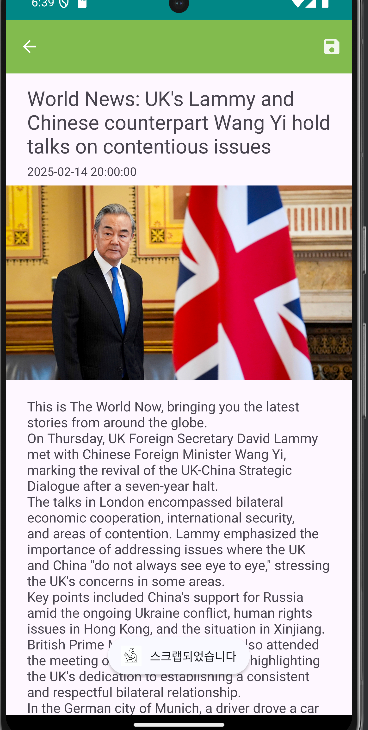 6:39
World News: UK's Lammy and
Chinese counterpart Wang Yi hold
talks on contentious issues
2025-02-14 20:00:00
This is The World Now, bringing you the latest
stories from around the globe.
On Thursday, UK Foreign Secretary David Lammy
met with Chinese Foreign Minister Wang Yi,
marking the revival of the UK-China Strategic
Dialogue after a seven-year halt.
The talks in London encompassed bilateral
economic cooperation, international security,
and areas of contention. Lammy emphasized the
importance of addressing issues where the UK
and China "do not always see eye to eye," stressing
the UK's concerns in some areas.
Key points included China's support for Russia
amid the ongoing Ukraine conflict, human rights
issues in Hong Kong, and the situation in Xinjiang.
British Prime also attended
the meeting highlighting
스크랩되었습니다
the UK's dedication to establishing a consistent
and respectful bilateral relationship.
In the German city of Munich, a driver drove a car